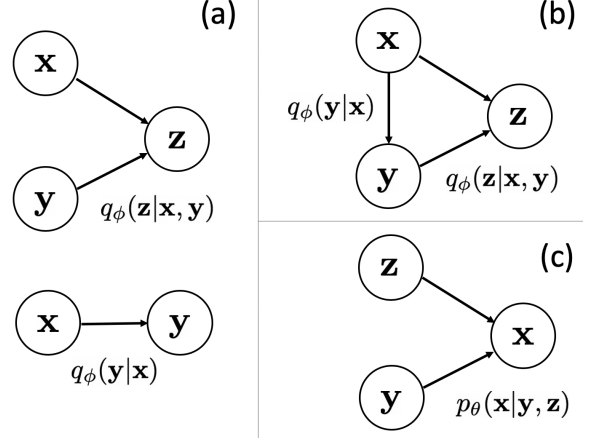 (a)
x
z
y
q_ϕ(z|x, y)
x
y
q_ϕ(y|x)
(b)
x
q_ϕ(y|x)
z
y
q_ϕ(z|x, y)
(c)
z
x
y
p_θ(x|y, z)